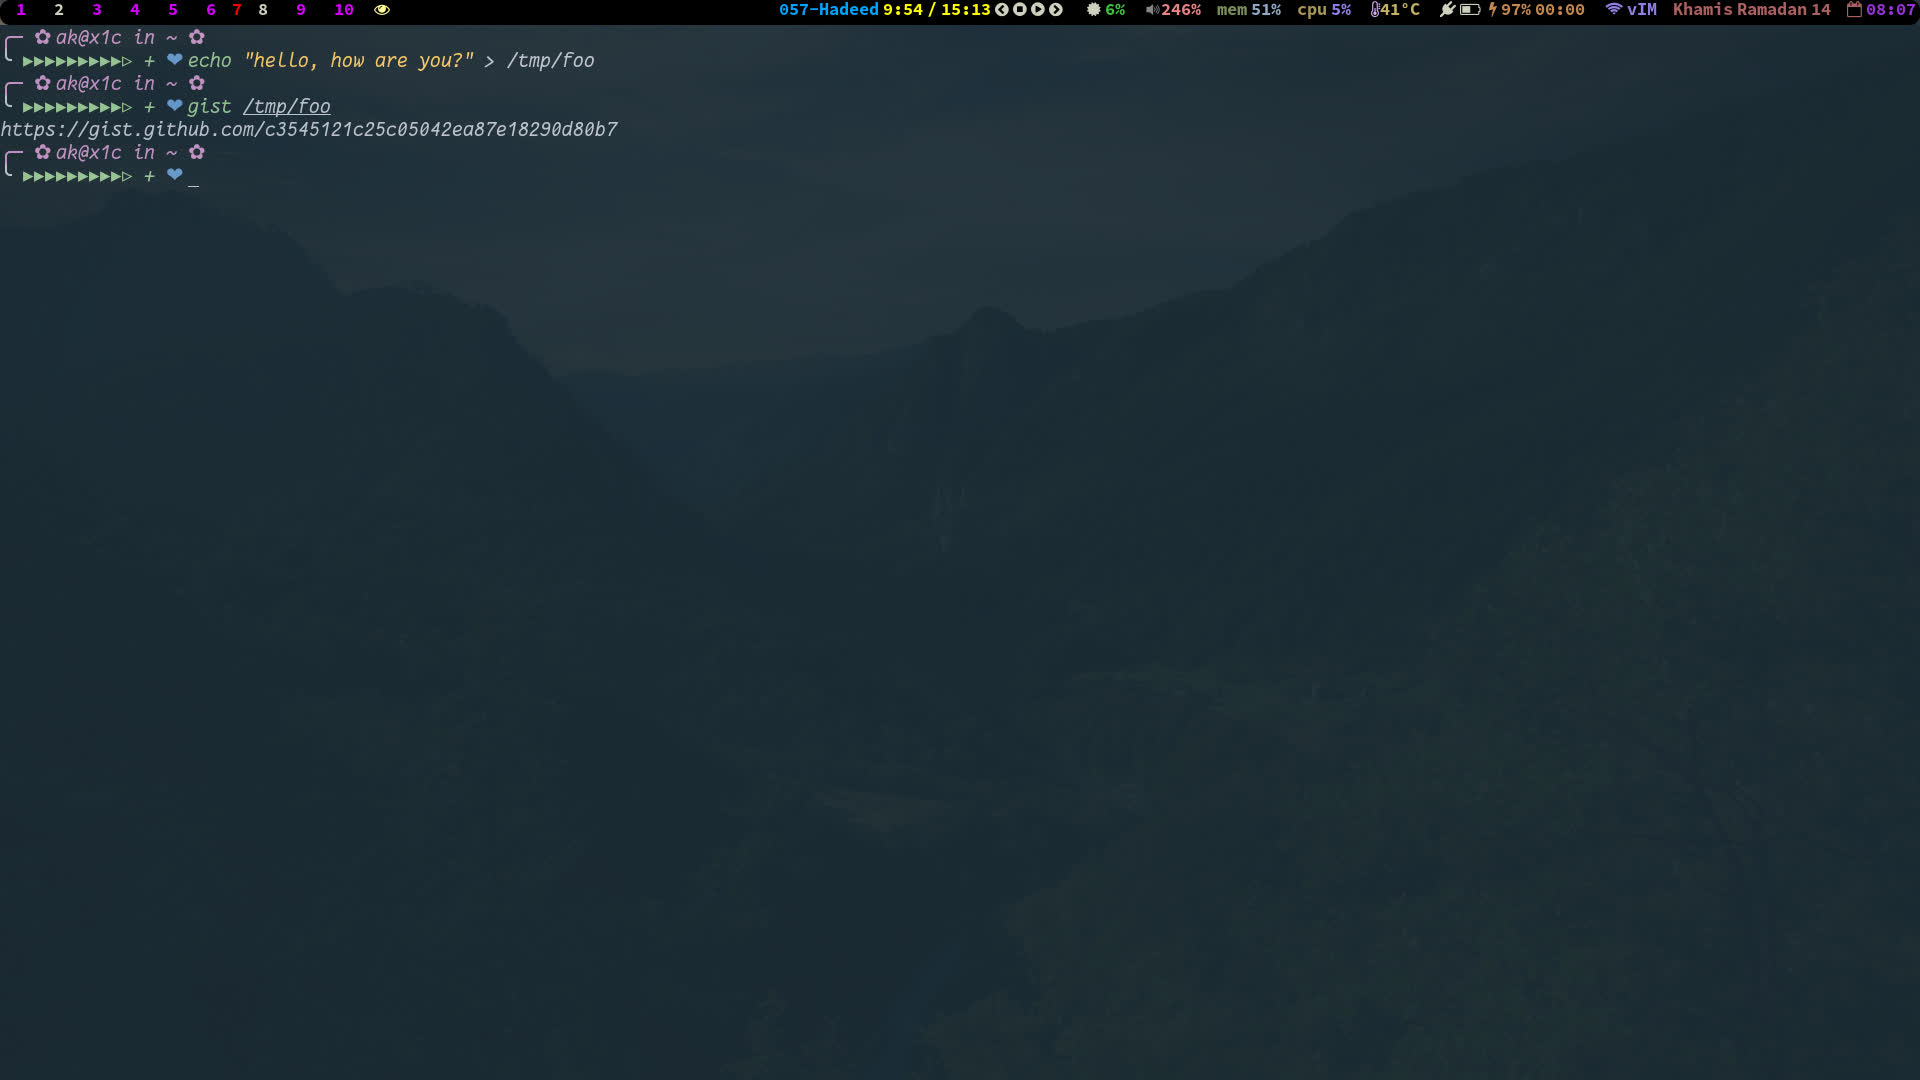 1 2 3 4 5 6 7 8 9 10 057-Hadeed 9:54 / 15:13 6% 246% mem 51% cpu 5% 41°C 97% 00:00 vIM Khamis Ramadan 14 08:07
✿ ak@x1c in ~ ✿
▶▶▶▶▶▶▶▶▶▷ + ❤ echo "hello, how are you?" > /tmp/foo
✿ ak@x1c in ~ ✿
▶▶▶▶▶▶▶▶▶▷ + ❤ gist /tmp/foo
https://gist.github.com/c3545121c25c05042ea87e18290d80b7
✿ ak@x1c in ~ ✿
▶▶▶▶▶▶▶▶▶▷ + ❤ _